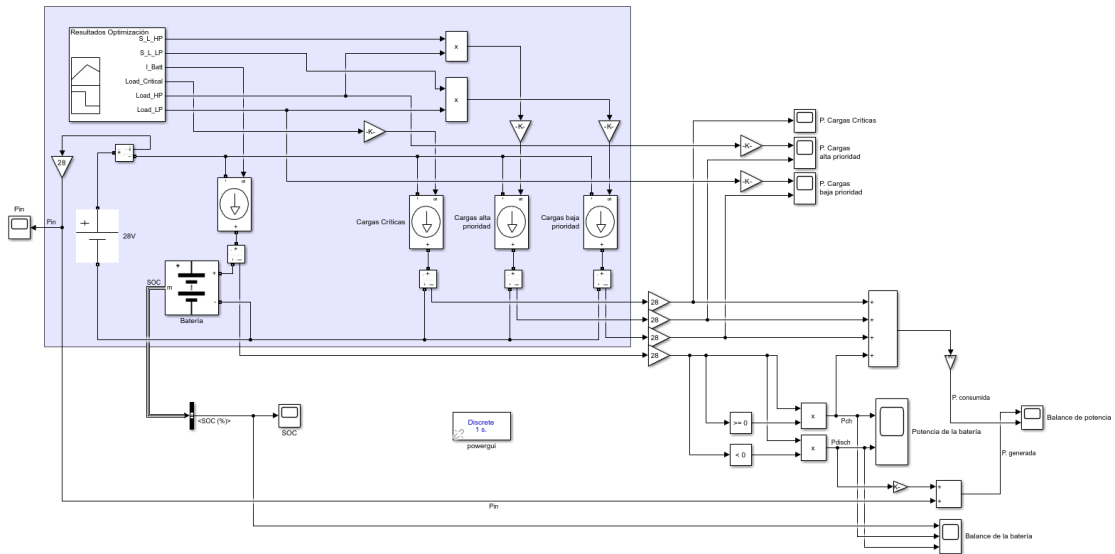 Resultados Optimización
S_L_HP
S_L_LP
I_Batt
Load_Critical
Load_HP
Load_LP
x
x
-K-
-K-
-K-
28
+
-
i
28V
Pin
Pin
Cargas Críticas
Cargas alta
prioridad
Cargas baja
prioridad
SOC
m
+
-
Batería
28
28
28
28
-K-
-K-
P. Cargas Críticas
P. Cargas
alta prioridad
P. Cargas
baja prioridad
+
+
+
+
P. consumida
<SOC (%)>
SOC
Discrete
1 s.
powergui
>= 0
< 0
x
x
Pch
Pdisch
Potencia de la batería
Balance de potencia
P. generada
-K-
+
+
Pin
Balance de la batería